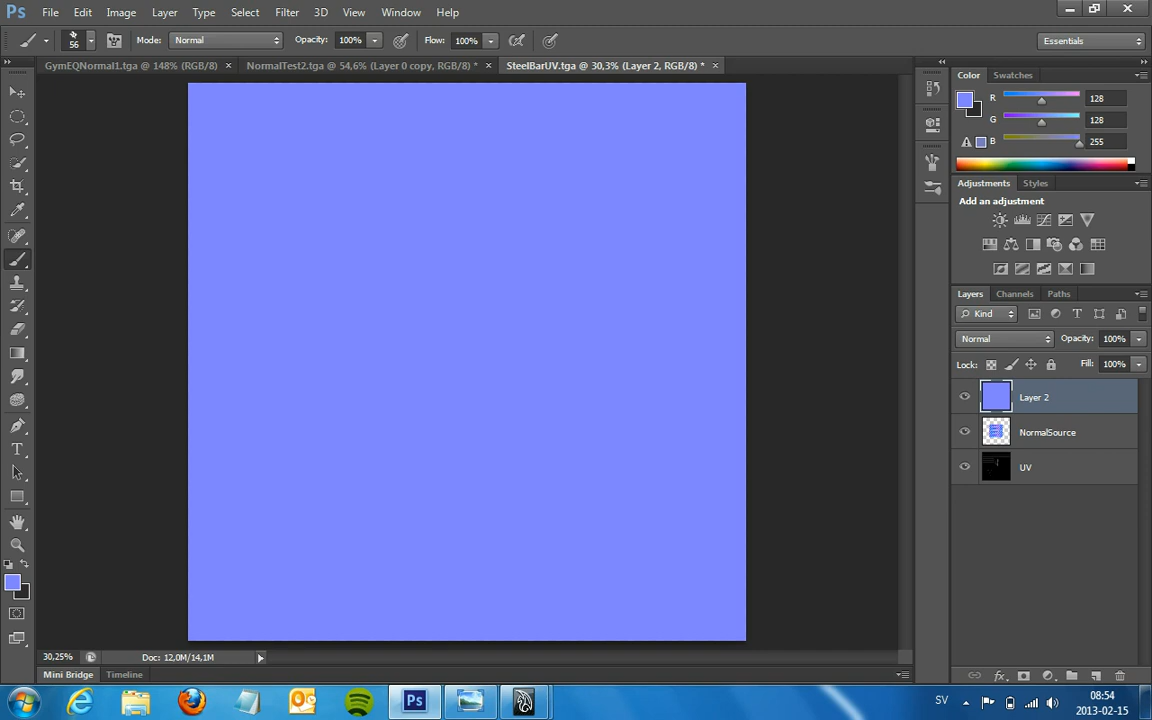 Ps File Edit Image Layer Type Select Filter 3D View Window Help
56 Mode: Normal Opacity: 100% Flow: 100% Essentials
GymEQNormal1.tga @ 148% (RGB/8) × NormalTest2.tga @ 54,6% (Layer 0 copy, RGB/8) * × SteelBarUV.tga @ 30,3% (Layer 2, RGB/8) * ×
Color Swatches
R 128
G 128
B 255
Adjustments Styles
Add an adjustment
Layers Channels Paths
Kind
Normal Opacity: 100%
Lock: Fill: 100%
Layer 2
NormalSource
UV
30,25% Doc: 12,0M/14,1M
Mini Bridge Timeline
Ps SV 08:54
2013-02-15